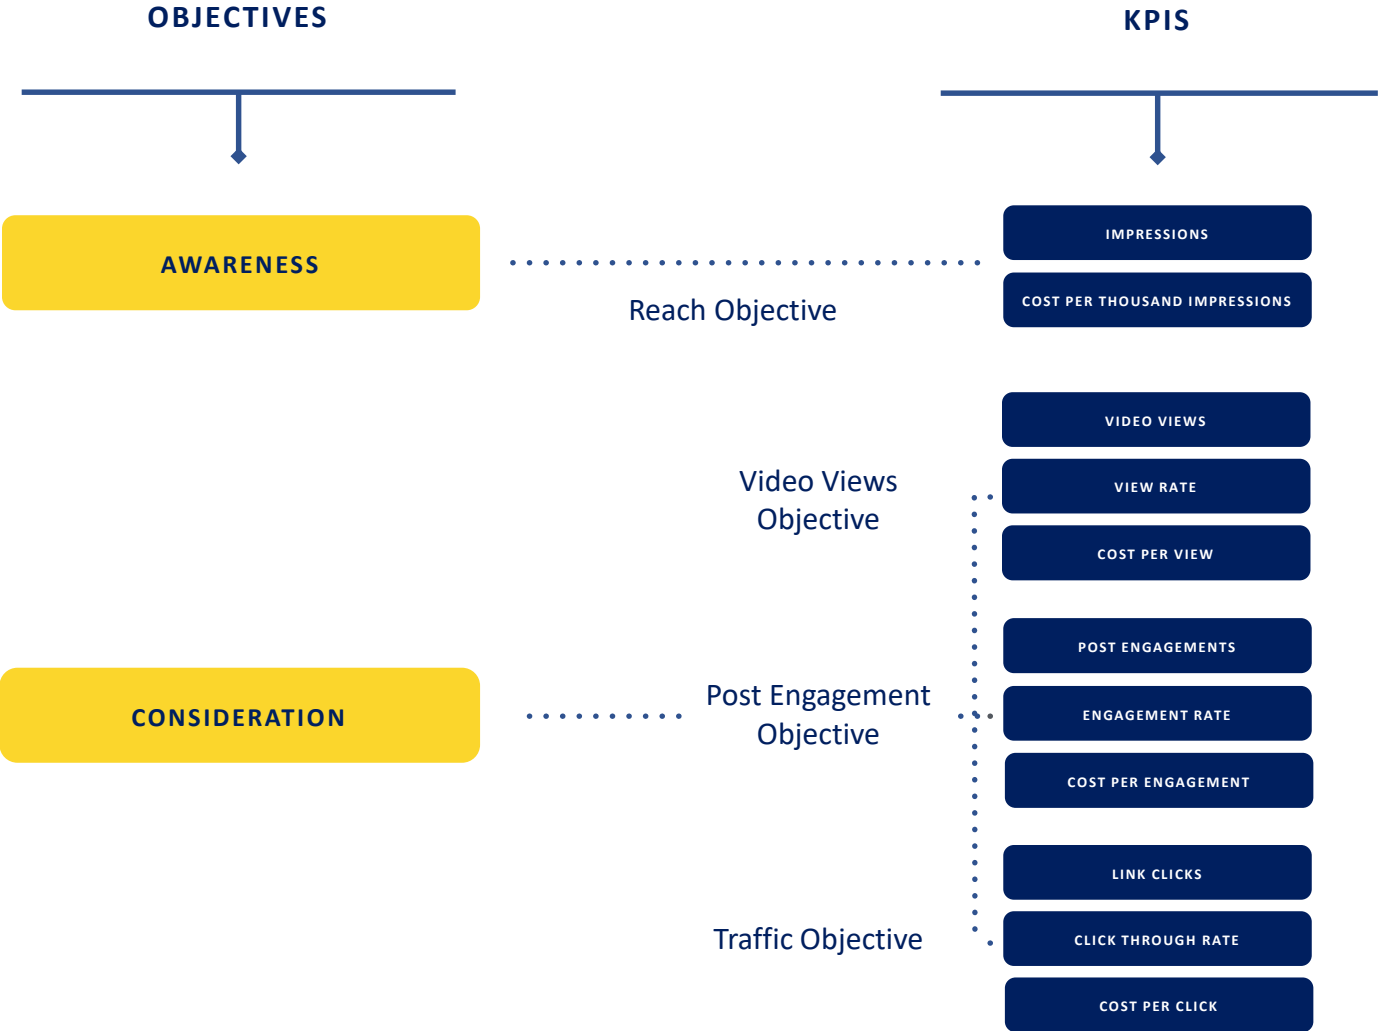 OBJECTIVES
KPIS
AWARENESS
Reach Objective
IMPRESSIONS
COST PER THOUSAND IMPRESSIONS
Video Views
Objective
VIDEO VIEWS
VIEW RATE
COST PER VIEW
CONSIDERATION
Post Engagement
Objective
POST ENGAGEMENTS
ENGAGEMENT RATE
COST PER ENGAGEMENT
Traffic Objective
LINK CLICKS
CLICK THROUGH RATE
COST PER CLICK